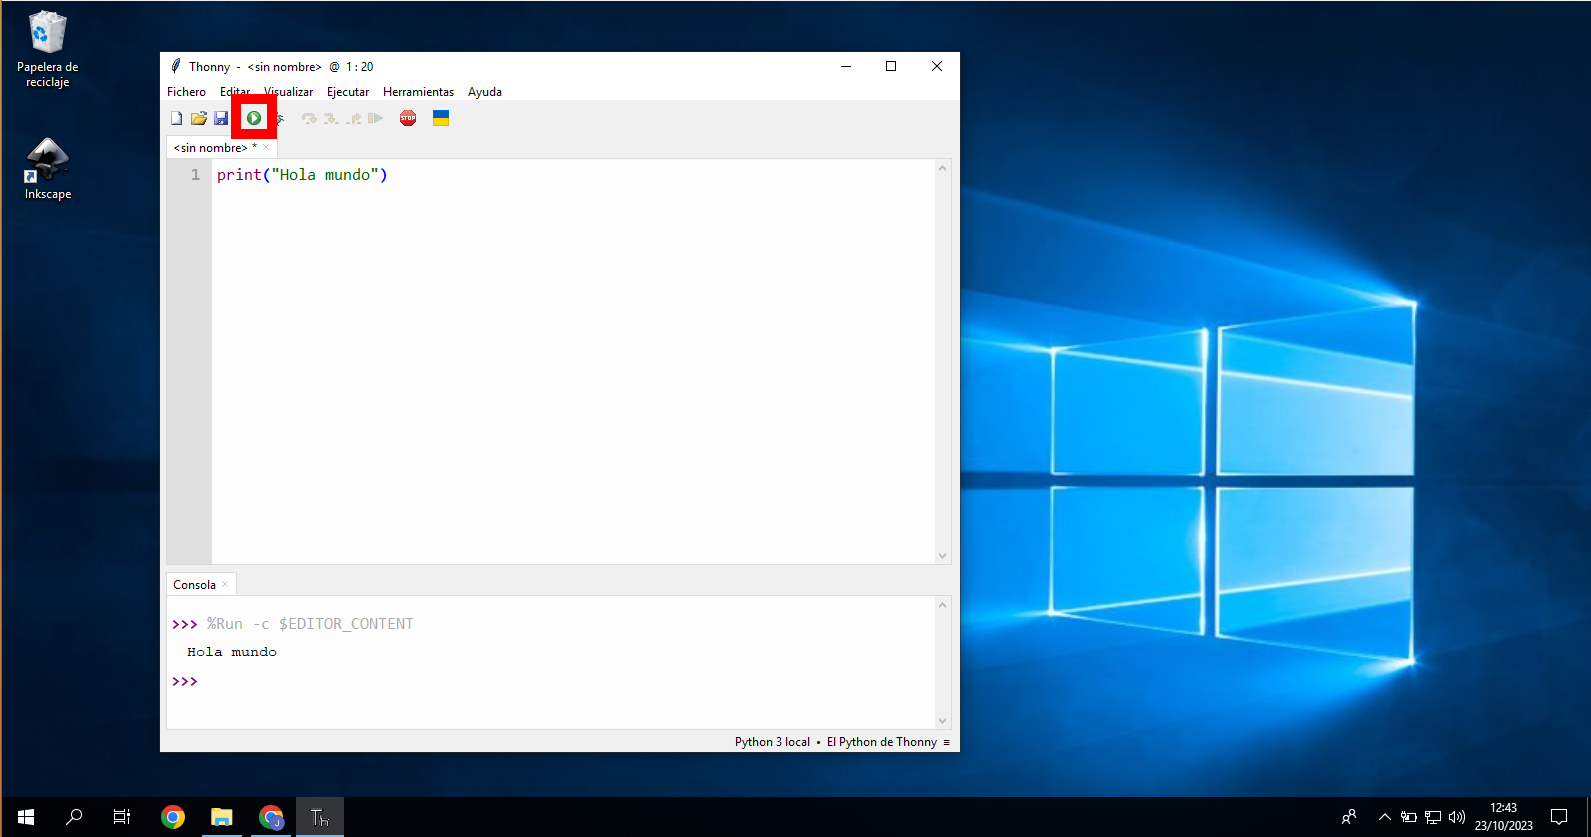 Papelera de
reciclaje
Inkscape
Thonny - <sin nombre> @ 1 : 20
Fichero Editar Visualizar Ejecutar Herramientas Ayuda
STOP
<sin nombre> * ×
1 print("Hola mundo")
Consola ×
>>> %Run -c $EDITOR_CONTENT
Hola mundo
>>>
Python 3 local • El Python de Thonny ≡
Th
J
12:43
23/10/2023